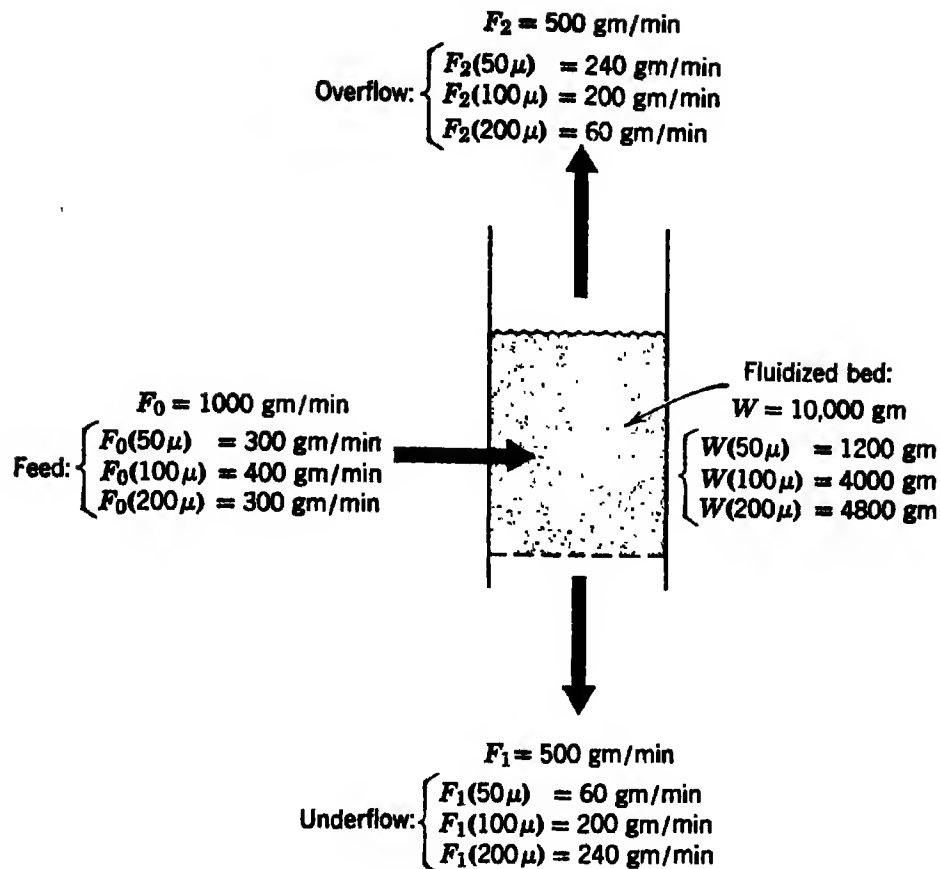 F₂ = 500 gm/min
Overflow:
F₂(50μ) = 240 gm/min
F₂(100μ) = 200 gm/min
F₂(200μ) = 60 gm/min
Fluidized bed:
W = 10,000 gm
W(50μ) = 1200 gm
W(100μ) = 4000 gm
W(200μ) = 4800 gm
F₀ = 1000 gm/min
Feed:
F₀(50μ) = 300 gm/min
F₀(100μ) = 400 gm/min
F₀(200μ) = 300 gm/min
F₁ = 500 gm/min
Underflow:
F₁(50μ) = 60 gm/min
F₁(100μ) = 200 gm/min
F₁(200μ) = 240 gm/min